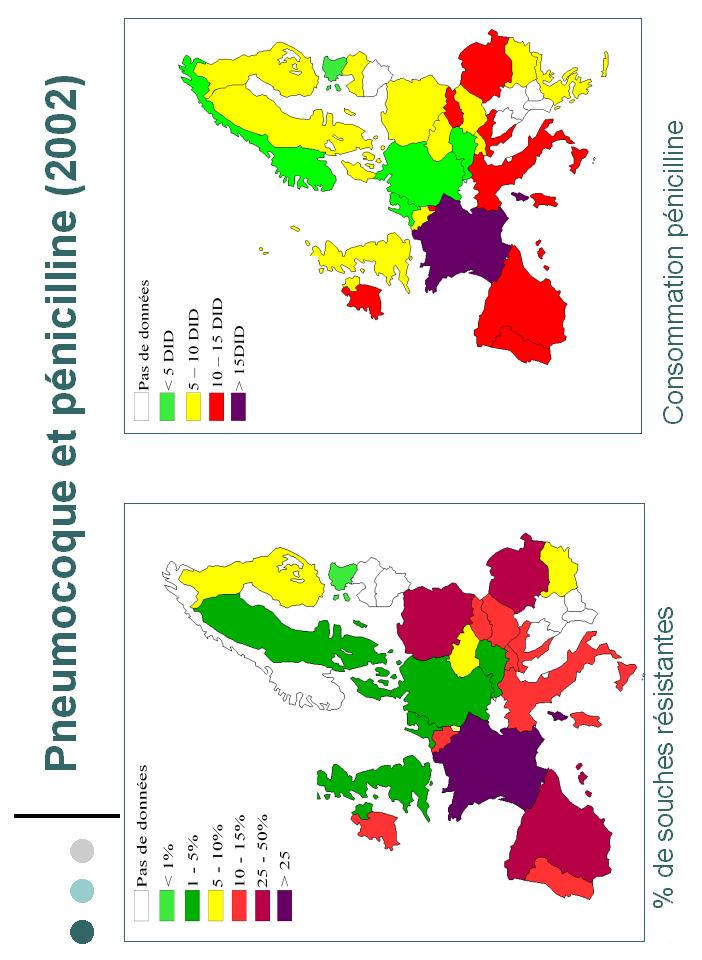 Pneumocoque et pénicilline (2002)
Pas de données
< 1%
1 - 5%
5 - 10%
10 - 15%
25 - 50%
> 25
% de souches résistantes
Pas de données
< 5 DID
5 – 10 DID
10 – 15 DID
> 15DID
Consommation pénicilline